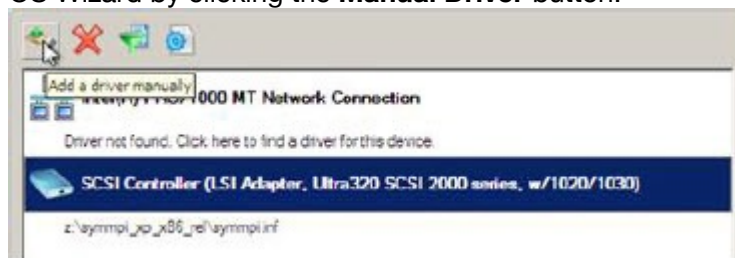 OS Wizard by clicking the Manual Driver button.
Add a driver manually
1000 MT Network Connection
Driver not found. Click here to find a driver for this device.
SCSI Controller (LSI Adapter, Ultra320 SCSI 2000 series, w/1020/1030)
z:\symmpi_xp_x86_rel\symmpi.inf